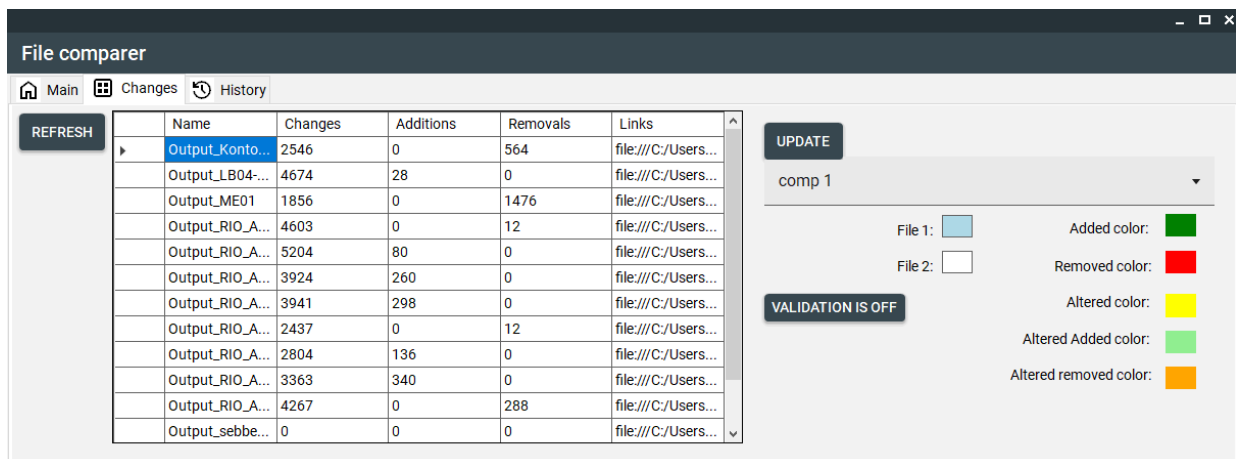 File comparer
Main Changes History
REFRESH
Name Changes Additions Removals Links
Output_Konto... 2546 0 564 file:///C:/Users...
Output_LB04-... 4674 28 0 file:///C:/Users...
Output_ME01 1856 0 1476 file:///C:/Users...
Output_RIO_A... 4603 0 12 file:///C:/Users...
Output_RIO_A... 5204 80 0 file:///C:/Users...
Output_RIO_A... 3924 260 0 file:///C:/Users...
Output_RIO_A... 3941 298 0 file:///C:/Users...
Output_RIO_A... 2437 0 12 file:///C:/Users...
Output_RIO_A... 2804 136 0 file:///C:/Users...
Output_RIO_A... 3363 340 0 file:///C:/Users...
Output_RIO_A... 4267 0 288 file:///C:/Users...
Output_sebbe... 0 0 0 file:///C:/Users...
UPDATE
comp 1
File 1: Added color:
File 2: Removed color:
VALIDATION IS OFF Altered color:
Altered Added color:
Altered removed color: